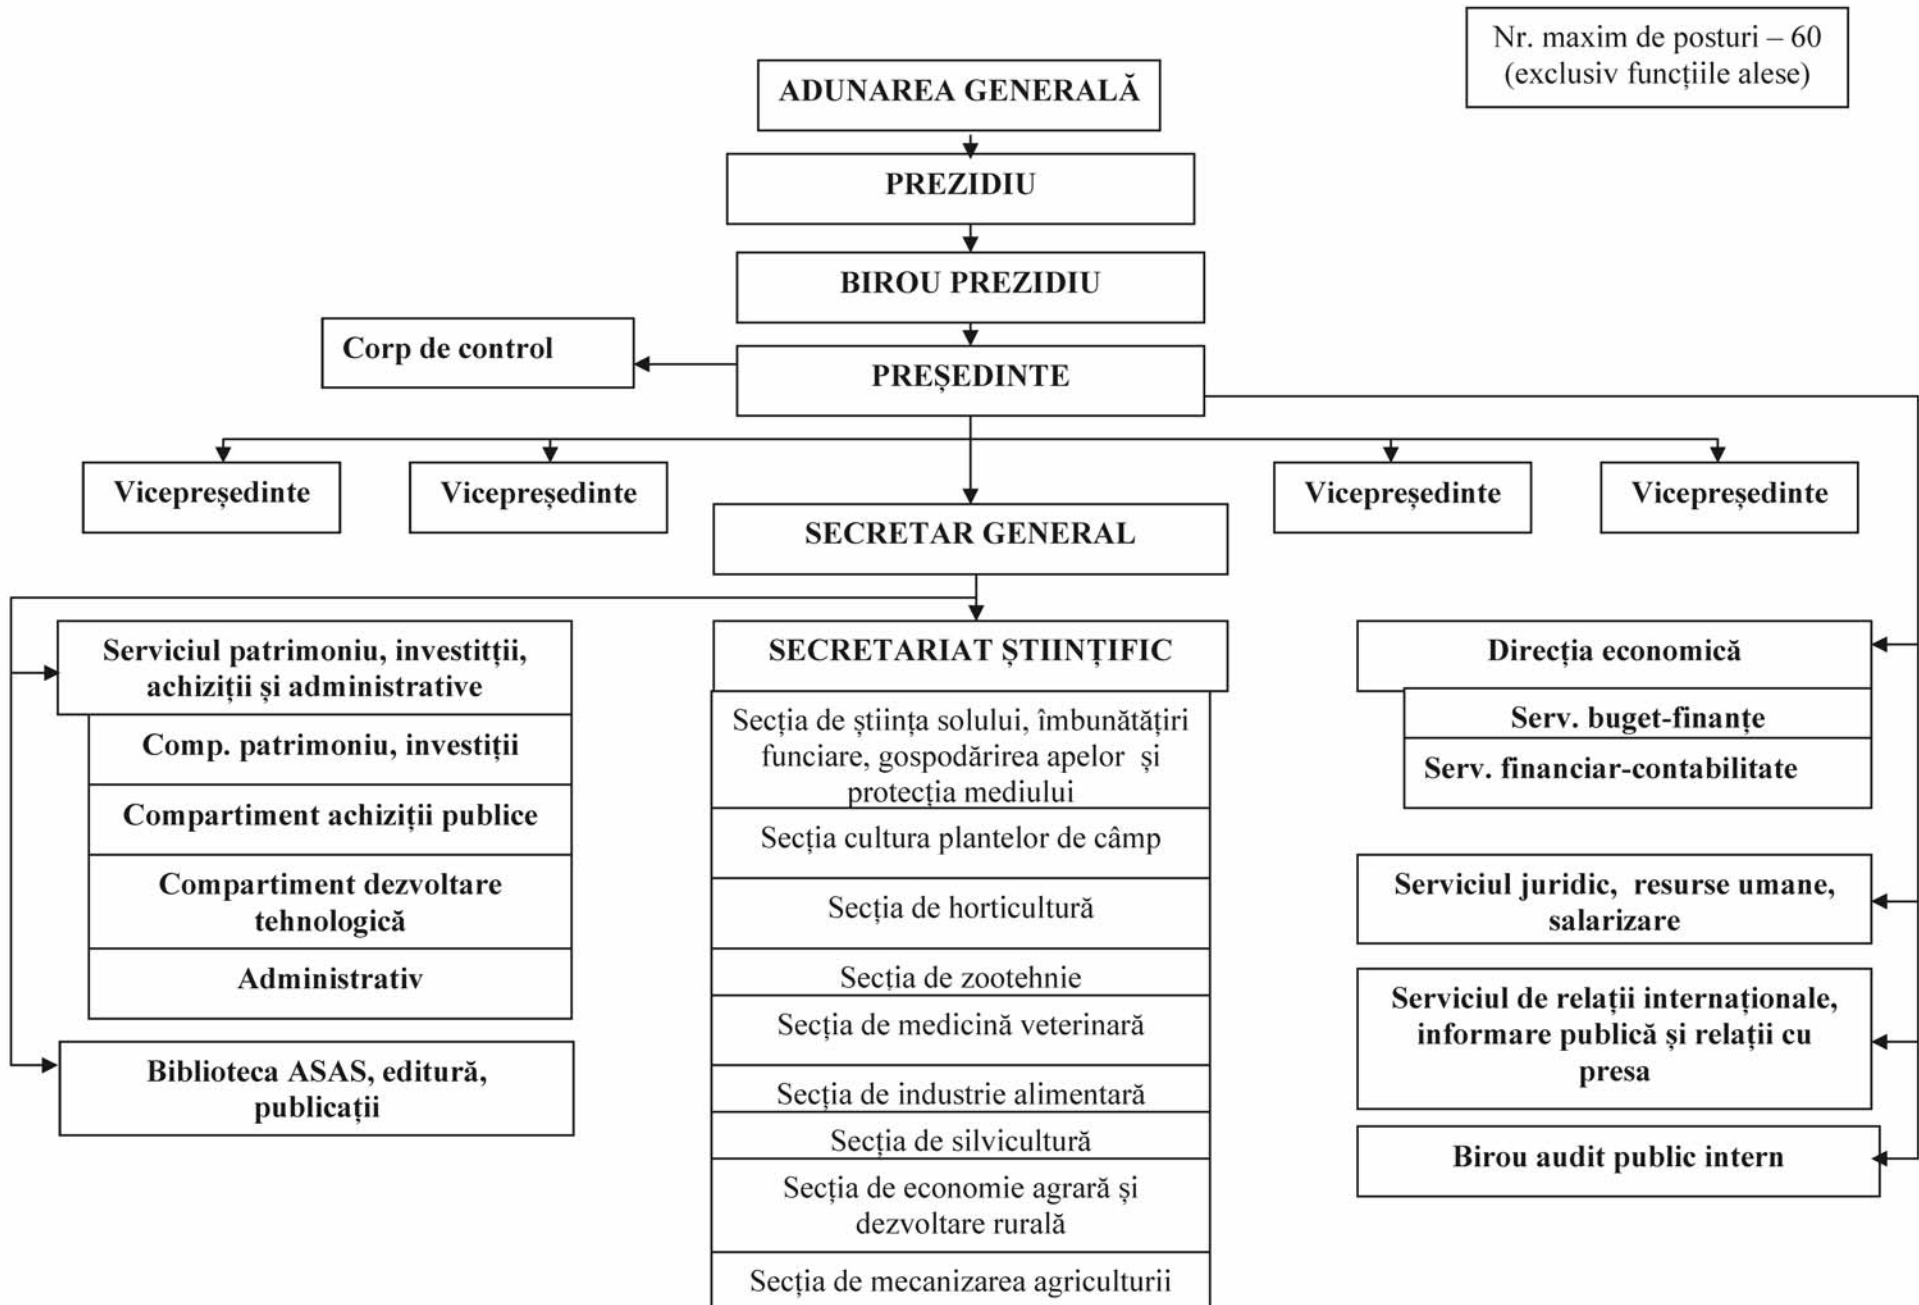 Nr. maxim de posturi – 60
(exclusiv funcțiile alese)
ADUNAREA GENERALĂ
PREZIDIU
BIROU PREZIDIU
Corp de control
PREȘEDINTE
Vicepreședinte
Vicepreședinte
Vicepreședinte
Vicepreședinte
SECRETAR GENERAL
Serviciul patrimoniu, investitții,
achiziții și administrative
Comp. patrimoniu, investiții
Compartiment achiziții publice
Compartiment dezvoltare
tehnologică
Administrativ
Biblioteca ASAS, editură,
publicații
SECRETARIAT ȘTIINȚIFIC
Secția de știința solului, îmbunătățiri
funciare, gospodărirea apelor și
protecția mediului
Secția cultura plantelor de câmp
Secția de horticultură
Secția de zootehnie
Secția de medicină veterinară
Secția de industrie alimentară
Secția de silvicultură
Secția de economie agrară și
dezvoltare rurală
Secția de mecanizarea agriculturii
Direcția economică
Serv. buget-finanțe
Serv. financiar-contabilitate
Serviciul juridic, resurse umane,
salarizare
Serviciul de relații internaționale,
informare publică și relații cu
presa
Birou audit public intern